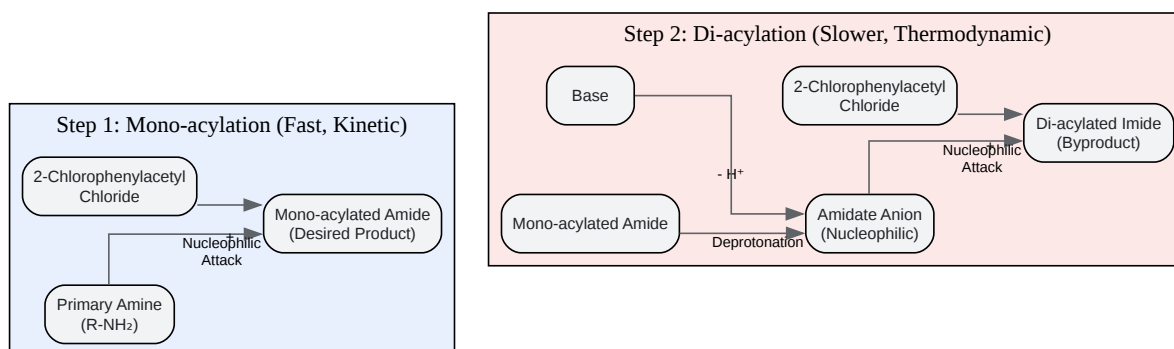 Step 1: Mono-acylation (Fast, Kinetic)
2-Chlorophenylacetyl
Chloride
Mono-acylated Amide
(Desired Product)
+
Nucleophilic
Attack
Primary Amine
(R-NH₂)
Step 2: Di-acylation (Slower, Thermodynamic)
Base
2-Chlorophenylacetyl
Chloride
Di-acylated Imide
(Byproduct)
+
Nucleophilic
Attack
- H⁺
Mono-acylated Amide
Deprotonation
Amidate Anion
(Nucleophilic)